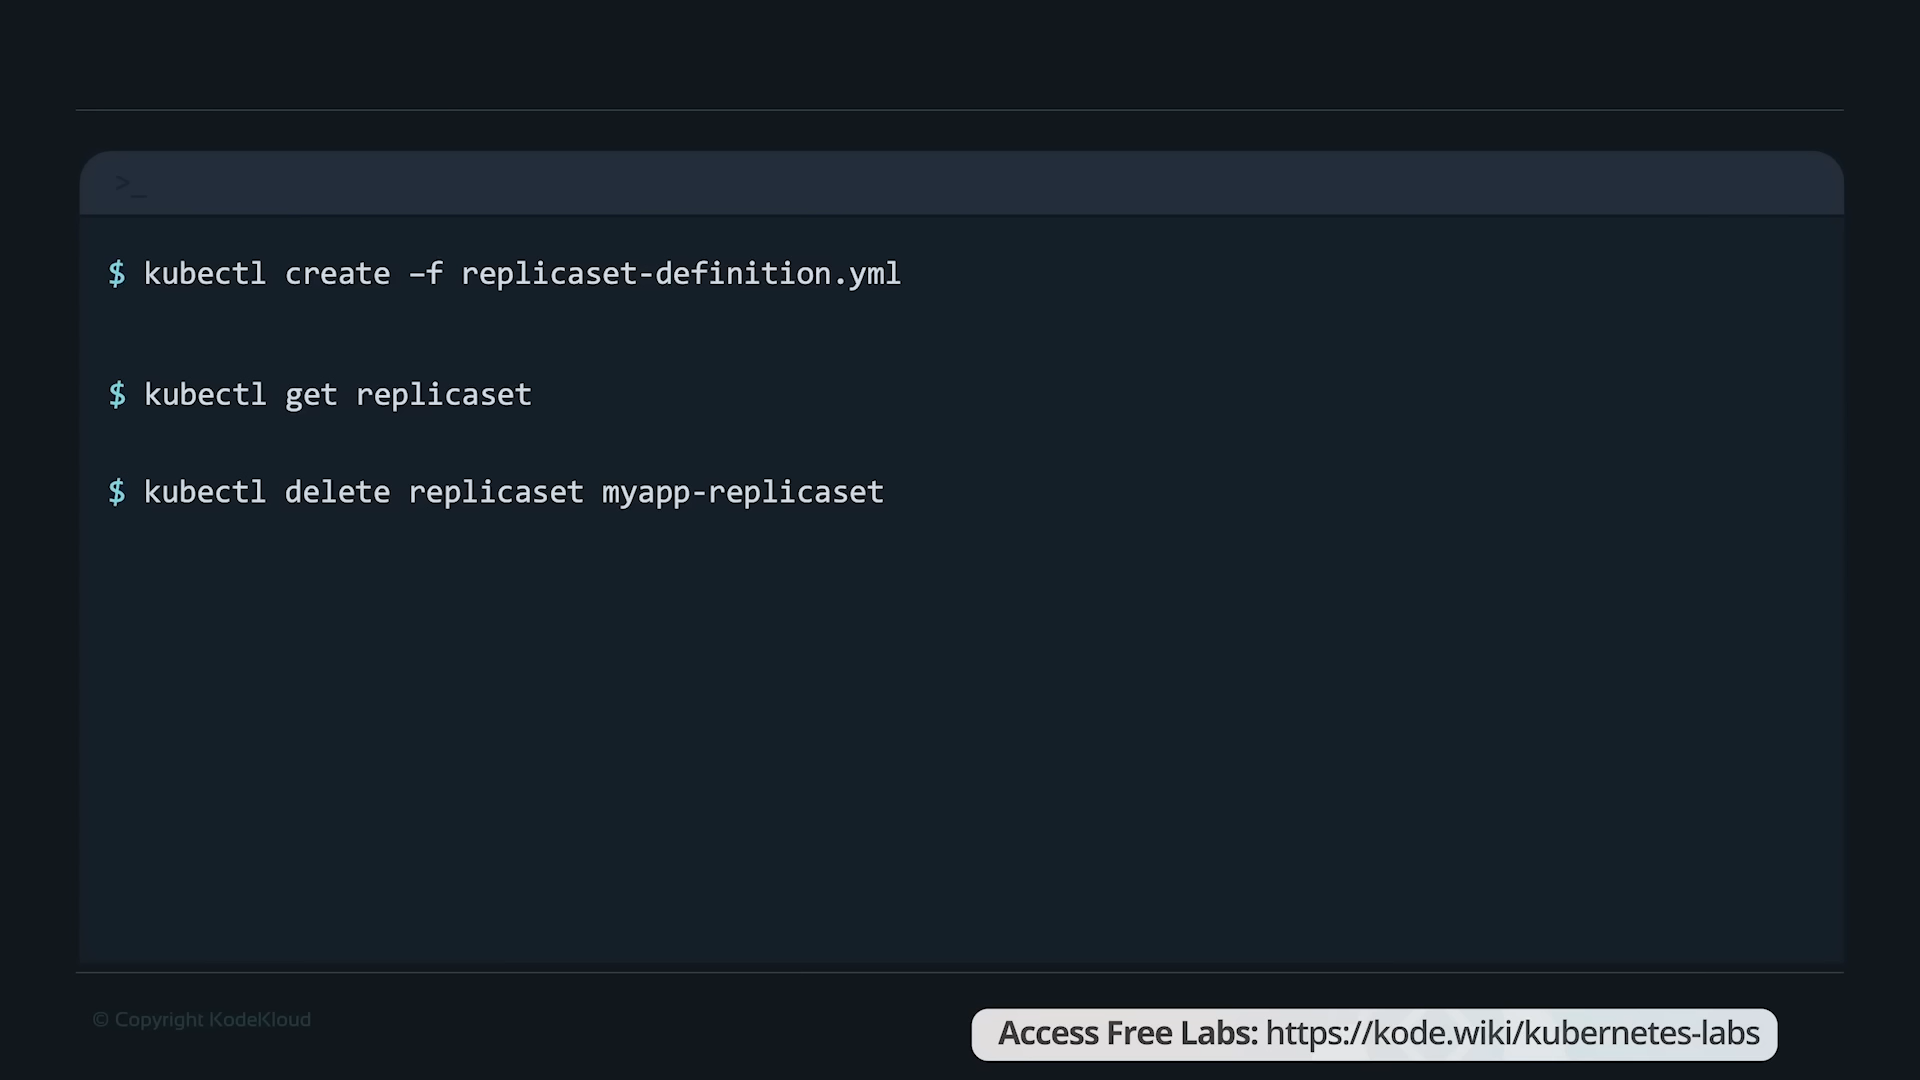 >_
$ kubectl create –f replicaset-definition.yml
$ kubectl get replicaset
$ kubectl delete replicaset myapp-replicaset
© Copyright KodeKloud
Access Free Labs: https://kode.wiki/kubernetes-labs